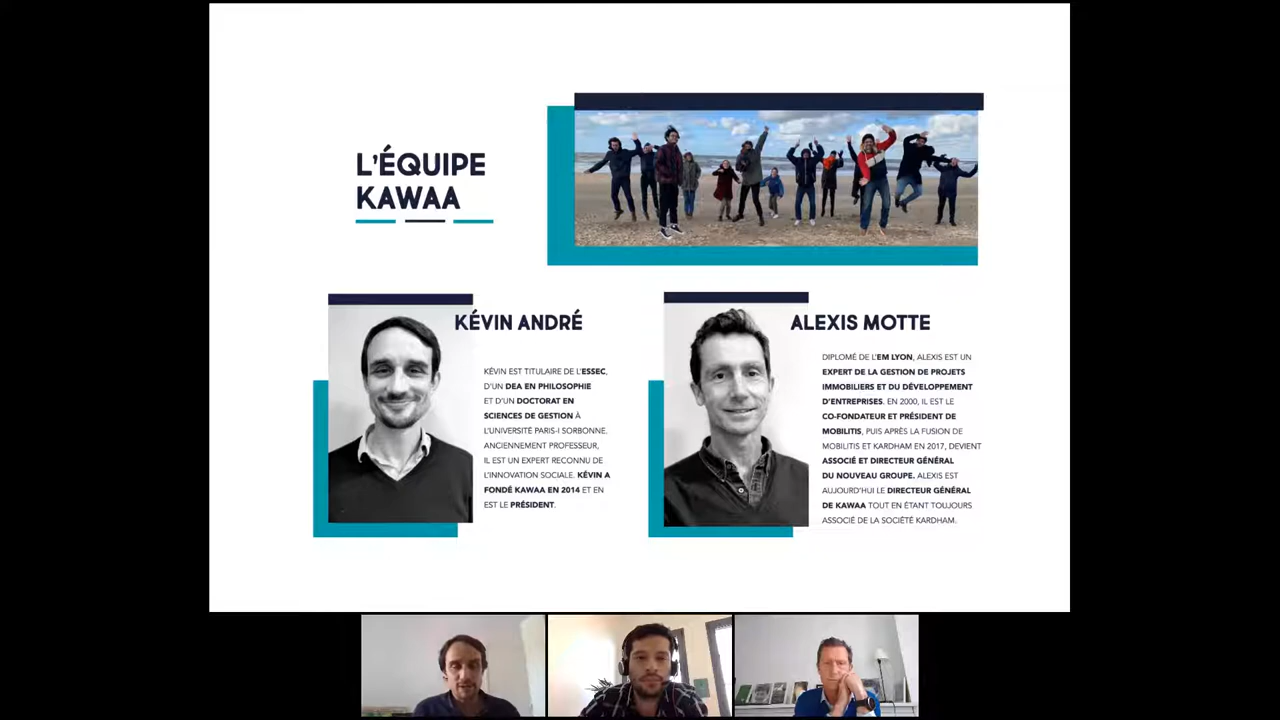 L'ÉQUIPE
KAWAA
KÉVIN ANDRÉ
KÉVIN EST TITULAIRE DE L'ESSEC,
D'UN DEA EN PHILOSOPHIE
ET D'UN DOCTORAT EN
SCIENCES DE GESTION À
L'UNIVERSITÉ PARIS-I SORBONNE.
ANCIENNEMENT PROFESSEUR,
IL EST UN EXPERT RECONNU DE
L'INNOVATION SOCIALE. KÉVIN A
FONDÉ KAWAA EN 2014 ET EN
EST LE PRÉSIDENT.
ALEXIS MOTTE
DIPLOMÉ DE L'EM LYON, ALEXIS EST UN
EXPERT DE LA GESTION DE PROJETS
IMMOBILIERS ET DU DÉVELOPPEMENT
D'ENTREPRISES. EN 2000, IL EST LE
CO-FONDATEUR ET PRÉSIDENT DE
MOBILITIS, PUIS APRÈS LA FUSION DE
MOBILITIS ET KARDHAM EN 2017, DEVIENT
ASSOCIÉ ET DIRECTEUR GÉNÉRAL
DU NOUVEAU GROUPE. ALEXIS EST
AUJOURD'HUI LE DIRECTEUR GÉNÉRAL
DE KAWAA TOUT EN ÉTANT TOUJOURS
ASSOCIÉ DE LA SOCIÉTÉ KARDHAM.